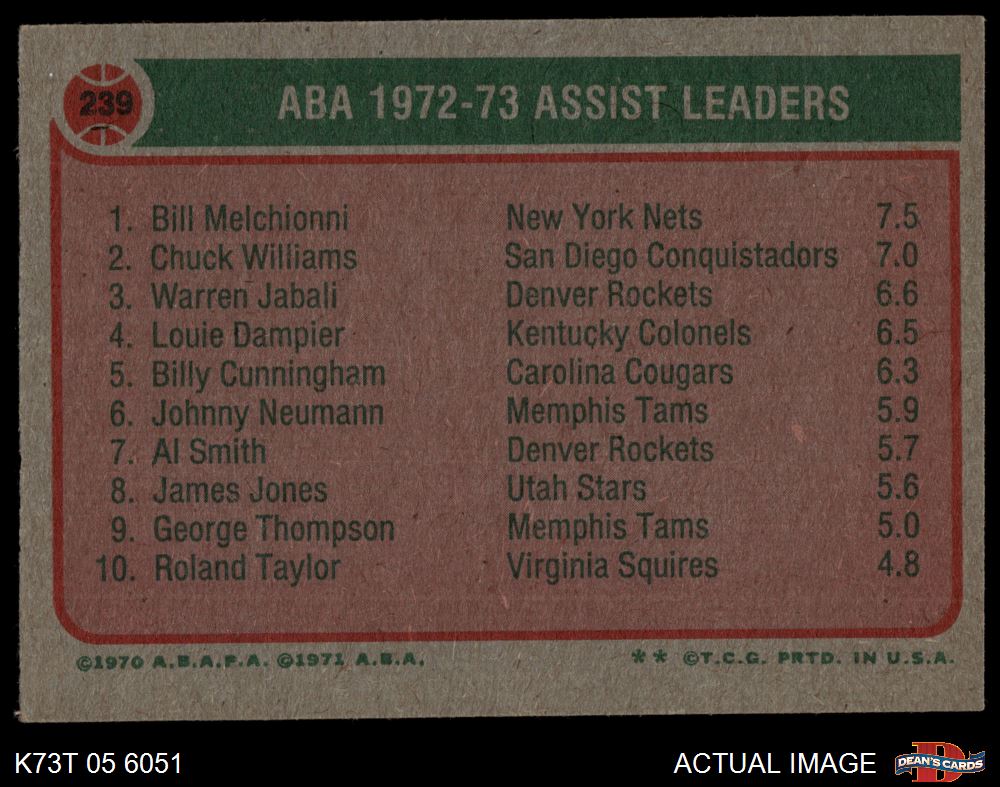 239
ABA 1972-73 ASSIST LEADERS
1. Bill Melchionni New York Nets 7.5
2. Chuck Williams San Diego Conquistadors 7.0
3. Warren Jabali Denver Rockets 6.6
4. Louie Dampier Kentucky Colonels 6.5
5. Billy Cunningham Carolina Cougars 6.3
6. Johnny Neumann Memphis Tams 5.9
7. Al Smith Denver Rockets 5.7
8. James Jones Utah Stars 5.6
9. George Thompson Memphis Tams 5.0
10. Roland Taylor Virginia Squires 4.8
©1970 A.B.A.P.A. ©1971 A.B.A. ** ©T.C.G. PRTD. IN U.S.A.
K73T 05 6051 ACTUAL IMAGE D DEAN'S CARDS